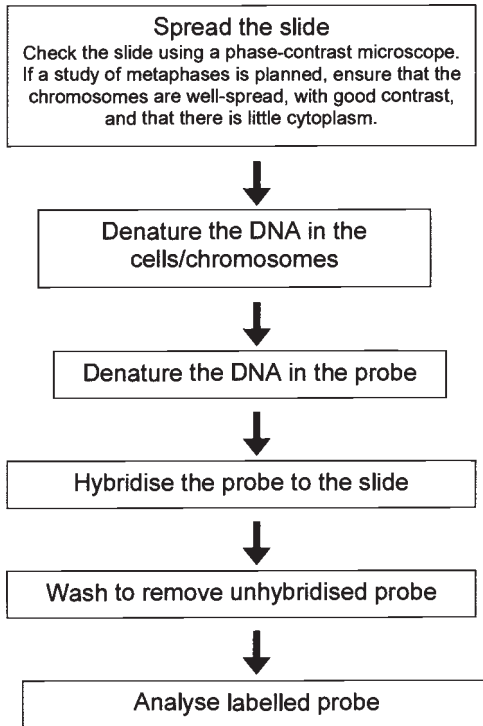 Spread the slide
Check the slide using a phase-contrast microscope.
If a study of metaphases is planned, ensure that the
chromosomes are well-spread, with good contrast,
and that there is little cytoplasm.
Denature the DNA in the
cells/chromosomes
Denature the DNA in the probe
Hybridise the probe to the slide
Wash to remove unhybridised probe
Analyse labelled probe